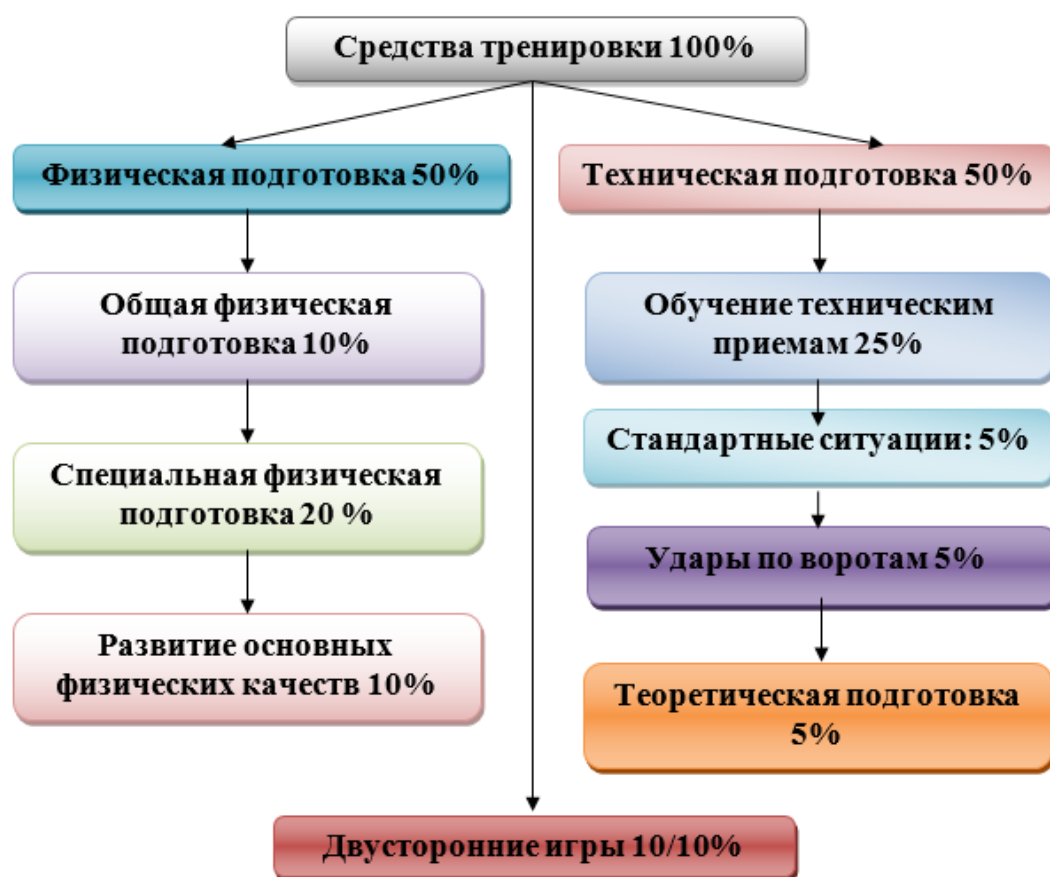 Средства тренировки 100%
Физическая подготовка 50%
Техническая подготовка 50%
Общая физическая
подготовка 10%
Обучение техническим
приемам 25%
Стандартные ситуации: 5%
Специальная физическая
подготовка 20 %
Удары по воротам 5%
Развитие основных
физических качеств 10%
Теоретическая подготовка
5%
Двусторонние игры 10/10%